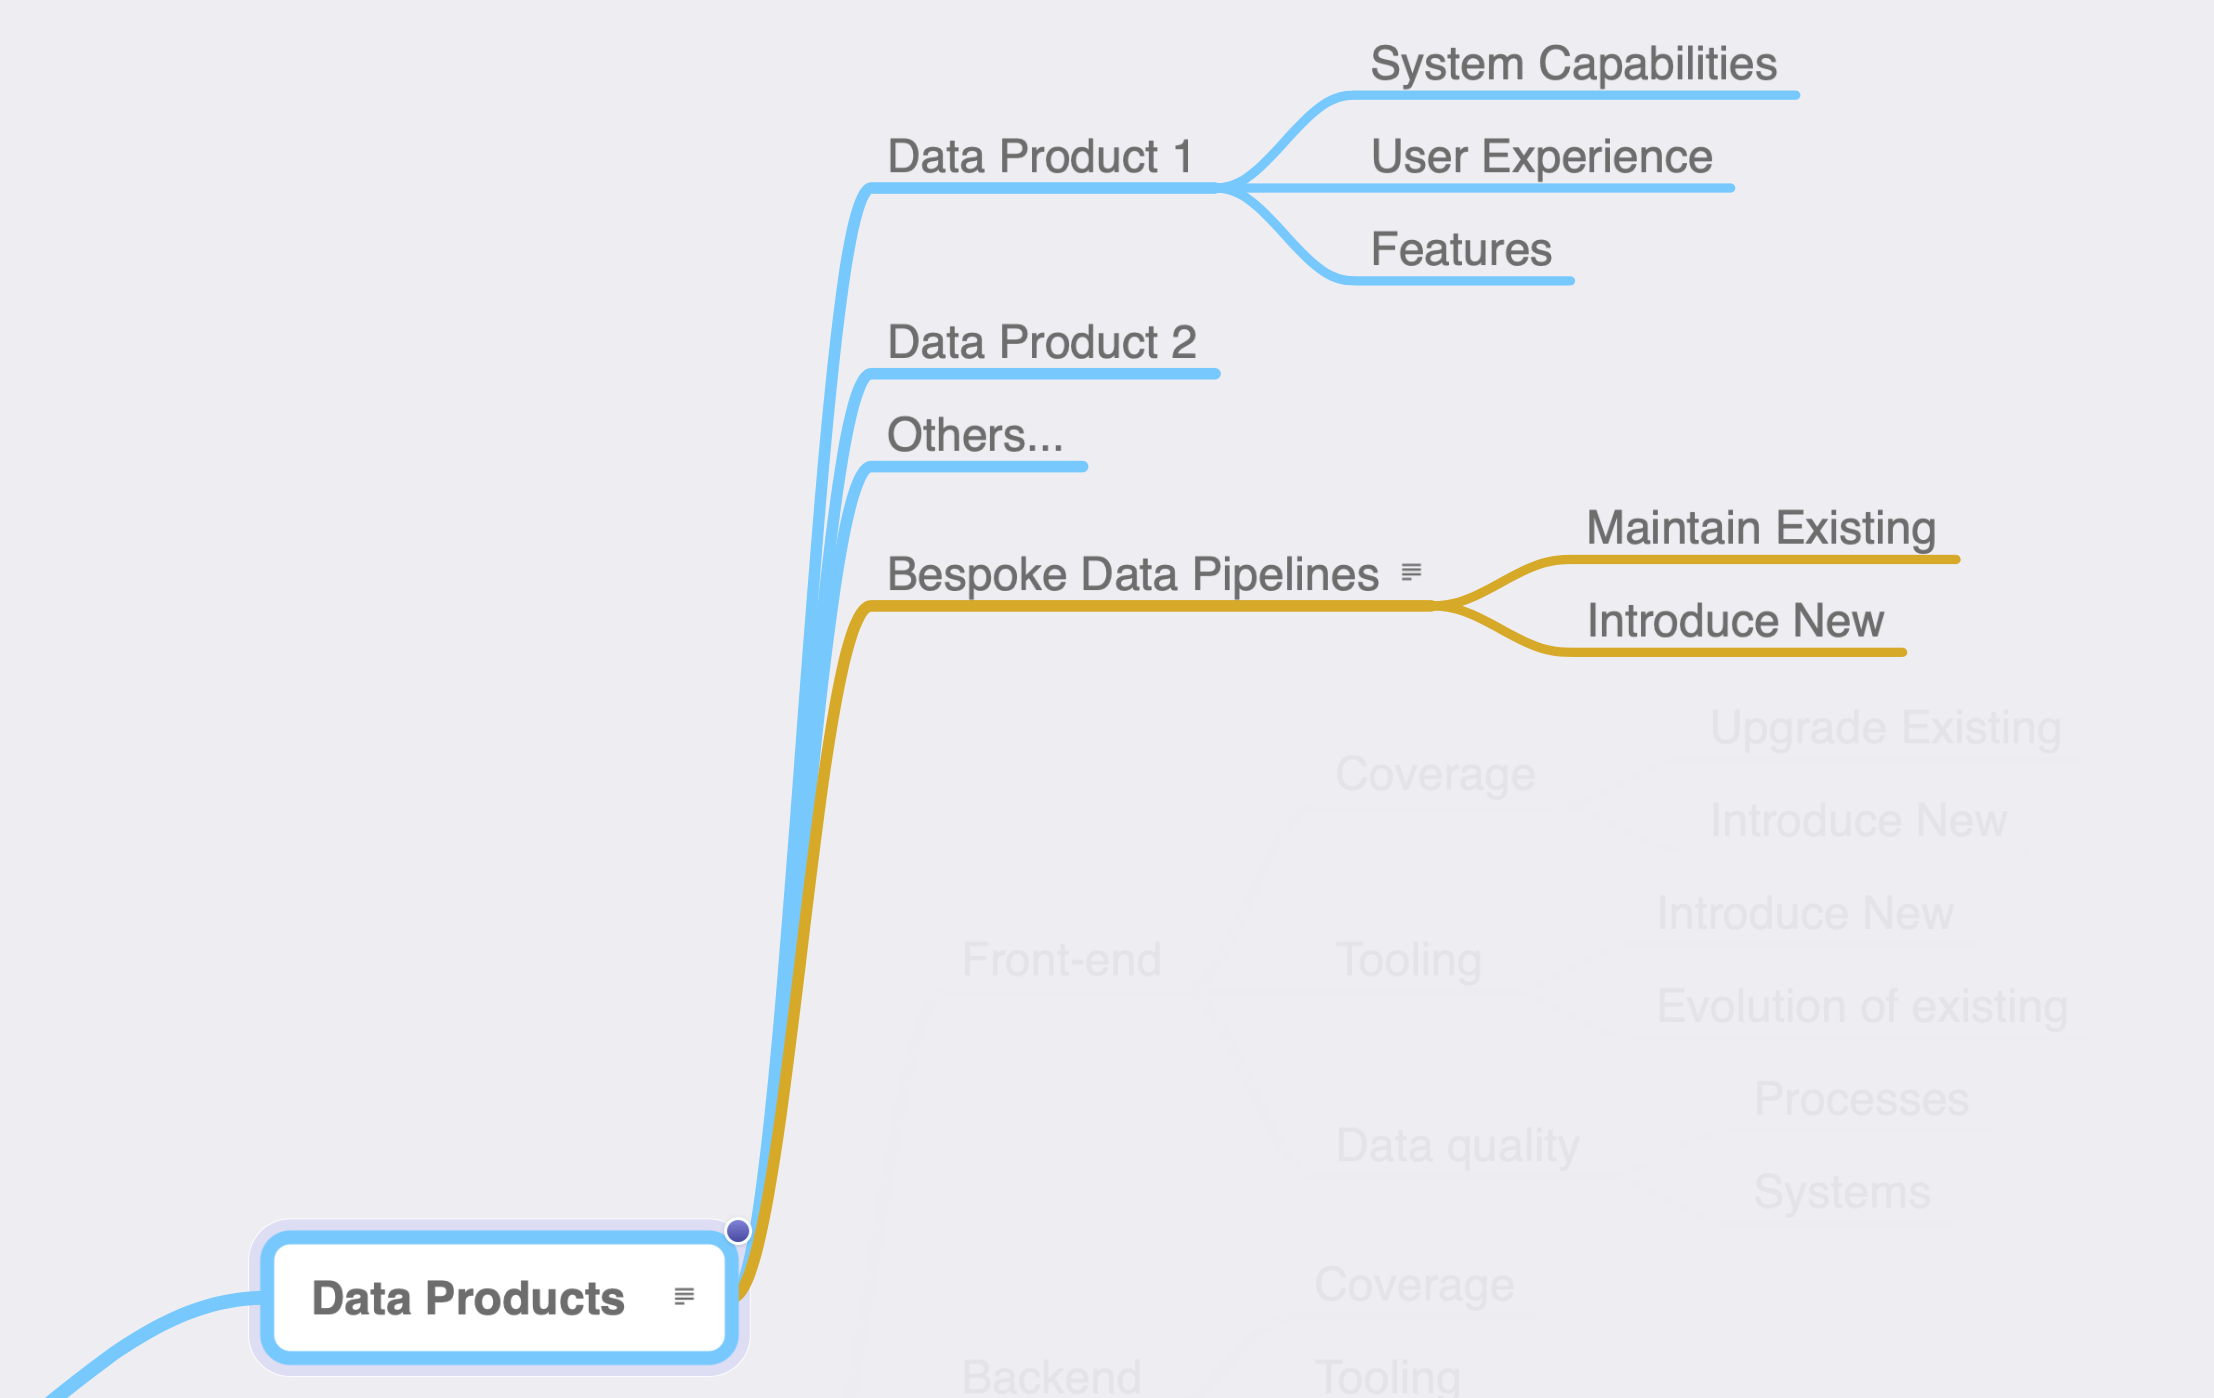 System Capabilities
Data Product 1
User Experience
Features
Data Product 2
Others...
Maintain Existing
Bespoke Data Pipelines
Introduce New
Upgrade Existing
Coverage
Introduce New
Introduce New
Front-end
Tooling
Evolution of existing
Processes
Data quality
Systems
Data Products
Coverage
Backend
Tooling